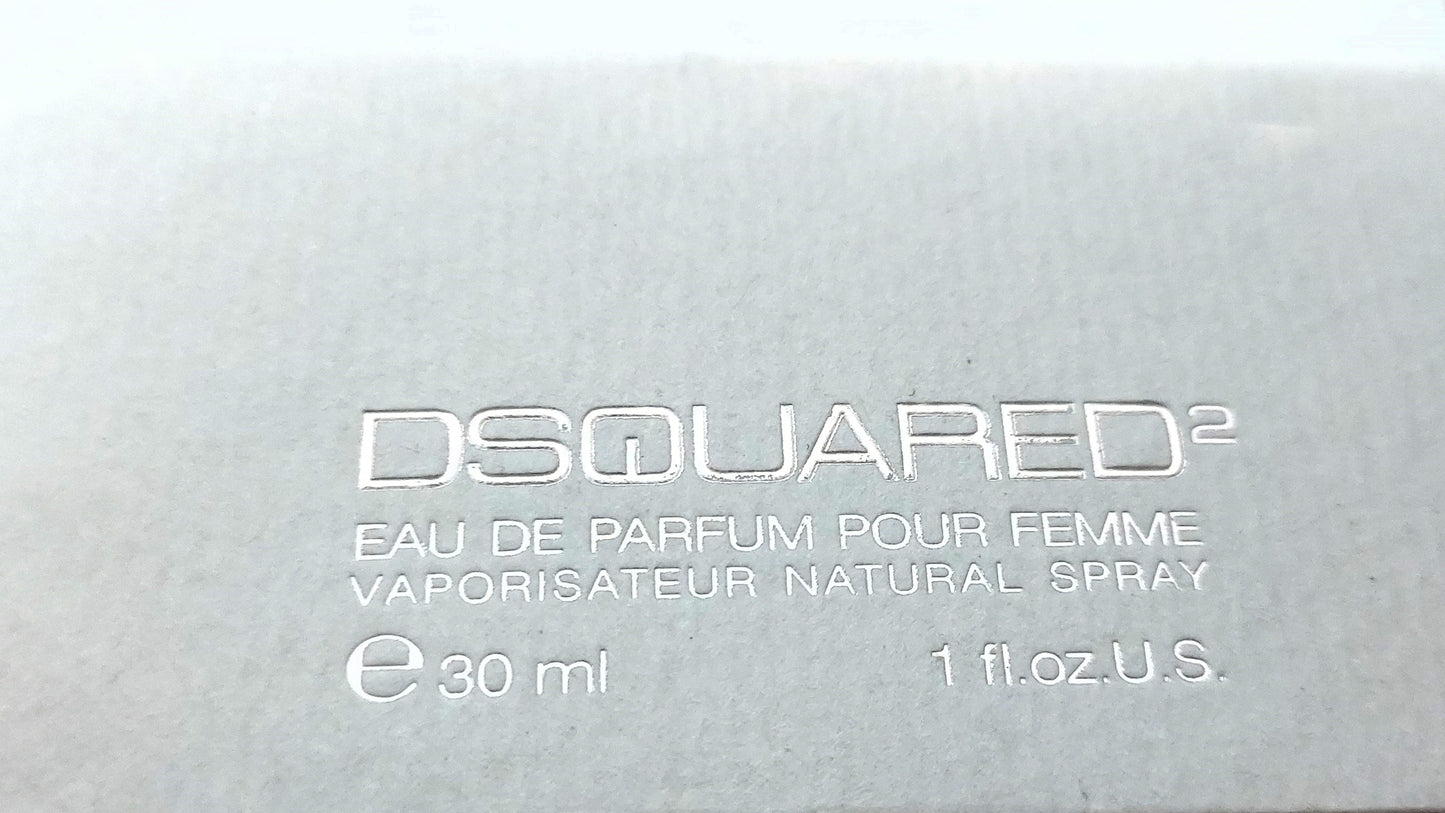 DSQUARED²
EAU DE PARFUM POUR FEMME
VAPORISATEUR NATURAL SPRAY
℮ 30 ml 1 fl.oz.U.S.